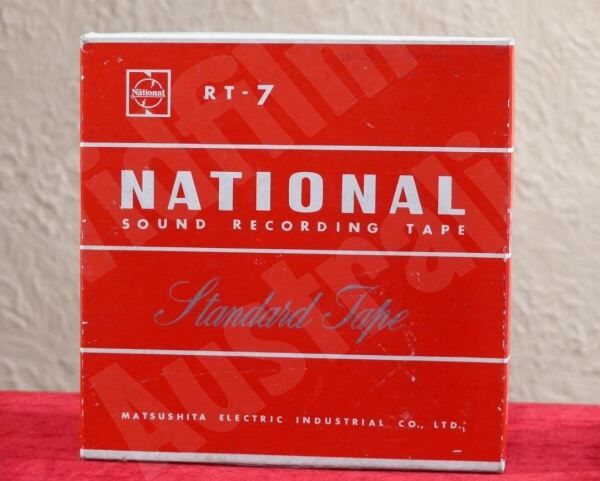 National
RT-7
NATIONAL
SOUND RECORDING TAPE
Standard Tape
MATSUSHITA ELECTRIC INDUSTRIAL CO., LTD.